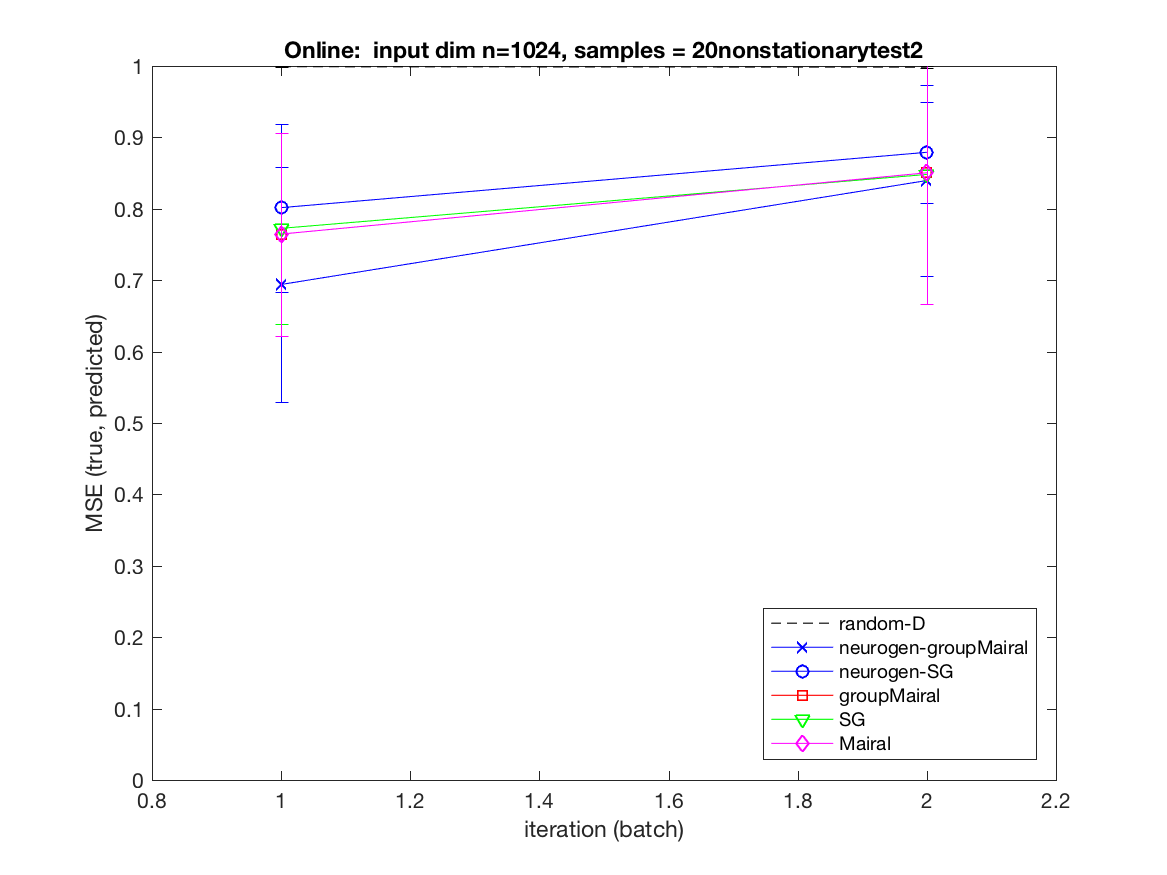 Online:  input dim n=1024, samples = 20nonstationarytest2
1
0.9
0.8
0.7
0.6
0.5
0.4
0.3
0.2
0.1
0
MSE (true, predicted)
random-D
neurogen-groupMairal
neurogen-SG
groupMairal
SG
Mairal
0.8 1 1.2 1.4 1.6 1.8 2 2.2
iteration (batch)